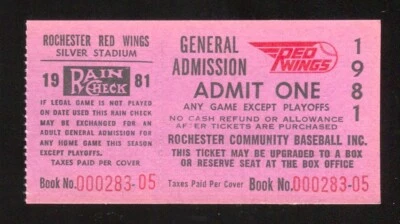 ROCHESTER RED WINGS
SILVER STADIUM
19 RAIN CHECK 81
IF LEGAL GAME IS NOT PLAYED
ON DATE USED THIS RAIN CHECK
MAY BE EXCHANGED FOR AN
ADULT GENERAL ADMISSION FOR
ANY HOME GAME THIS SEASON
EXCEPT PLAYOFFS.
TAXES PAID PER COVER
Book No. 000283-05
GENERAL
ADMISSION
RED WINGS
ADMIT ONE
ANY GAME EXCEPT PLAYOFFS
NO CASH REFUND OR ALLOWANCE
AFTER TICKETS ARE PURCHASED
ROCHESTER COMMUNITY BASEBALL INC.
THIS TICKET MAY BE UPGRADED TO A BOX
OR RESERVE SEAT AT THE BOX OFFICE
Taxes Paid Per Cover Book No. 000283-05
1981